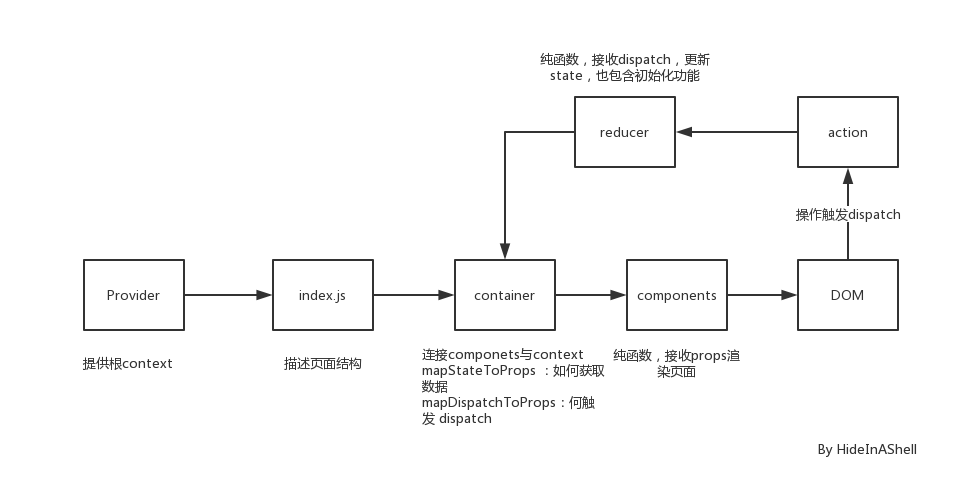 纯函数，接收dispatch，更新
state，也包含初始化功能
reducer
action
操作触发dispatch
Provider
index.js
container
components
DOM
提供根context
描述页面结构
连接componets与context
mapStateToProps ：如何获取
数据
mapDispatchToProps：何触
发 dispatch
纯函数，接收props渲
染页面
By HideInAShell